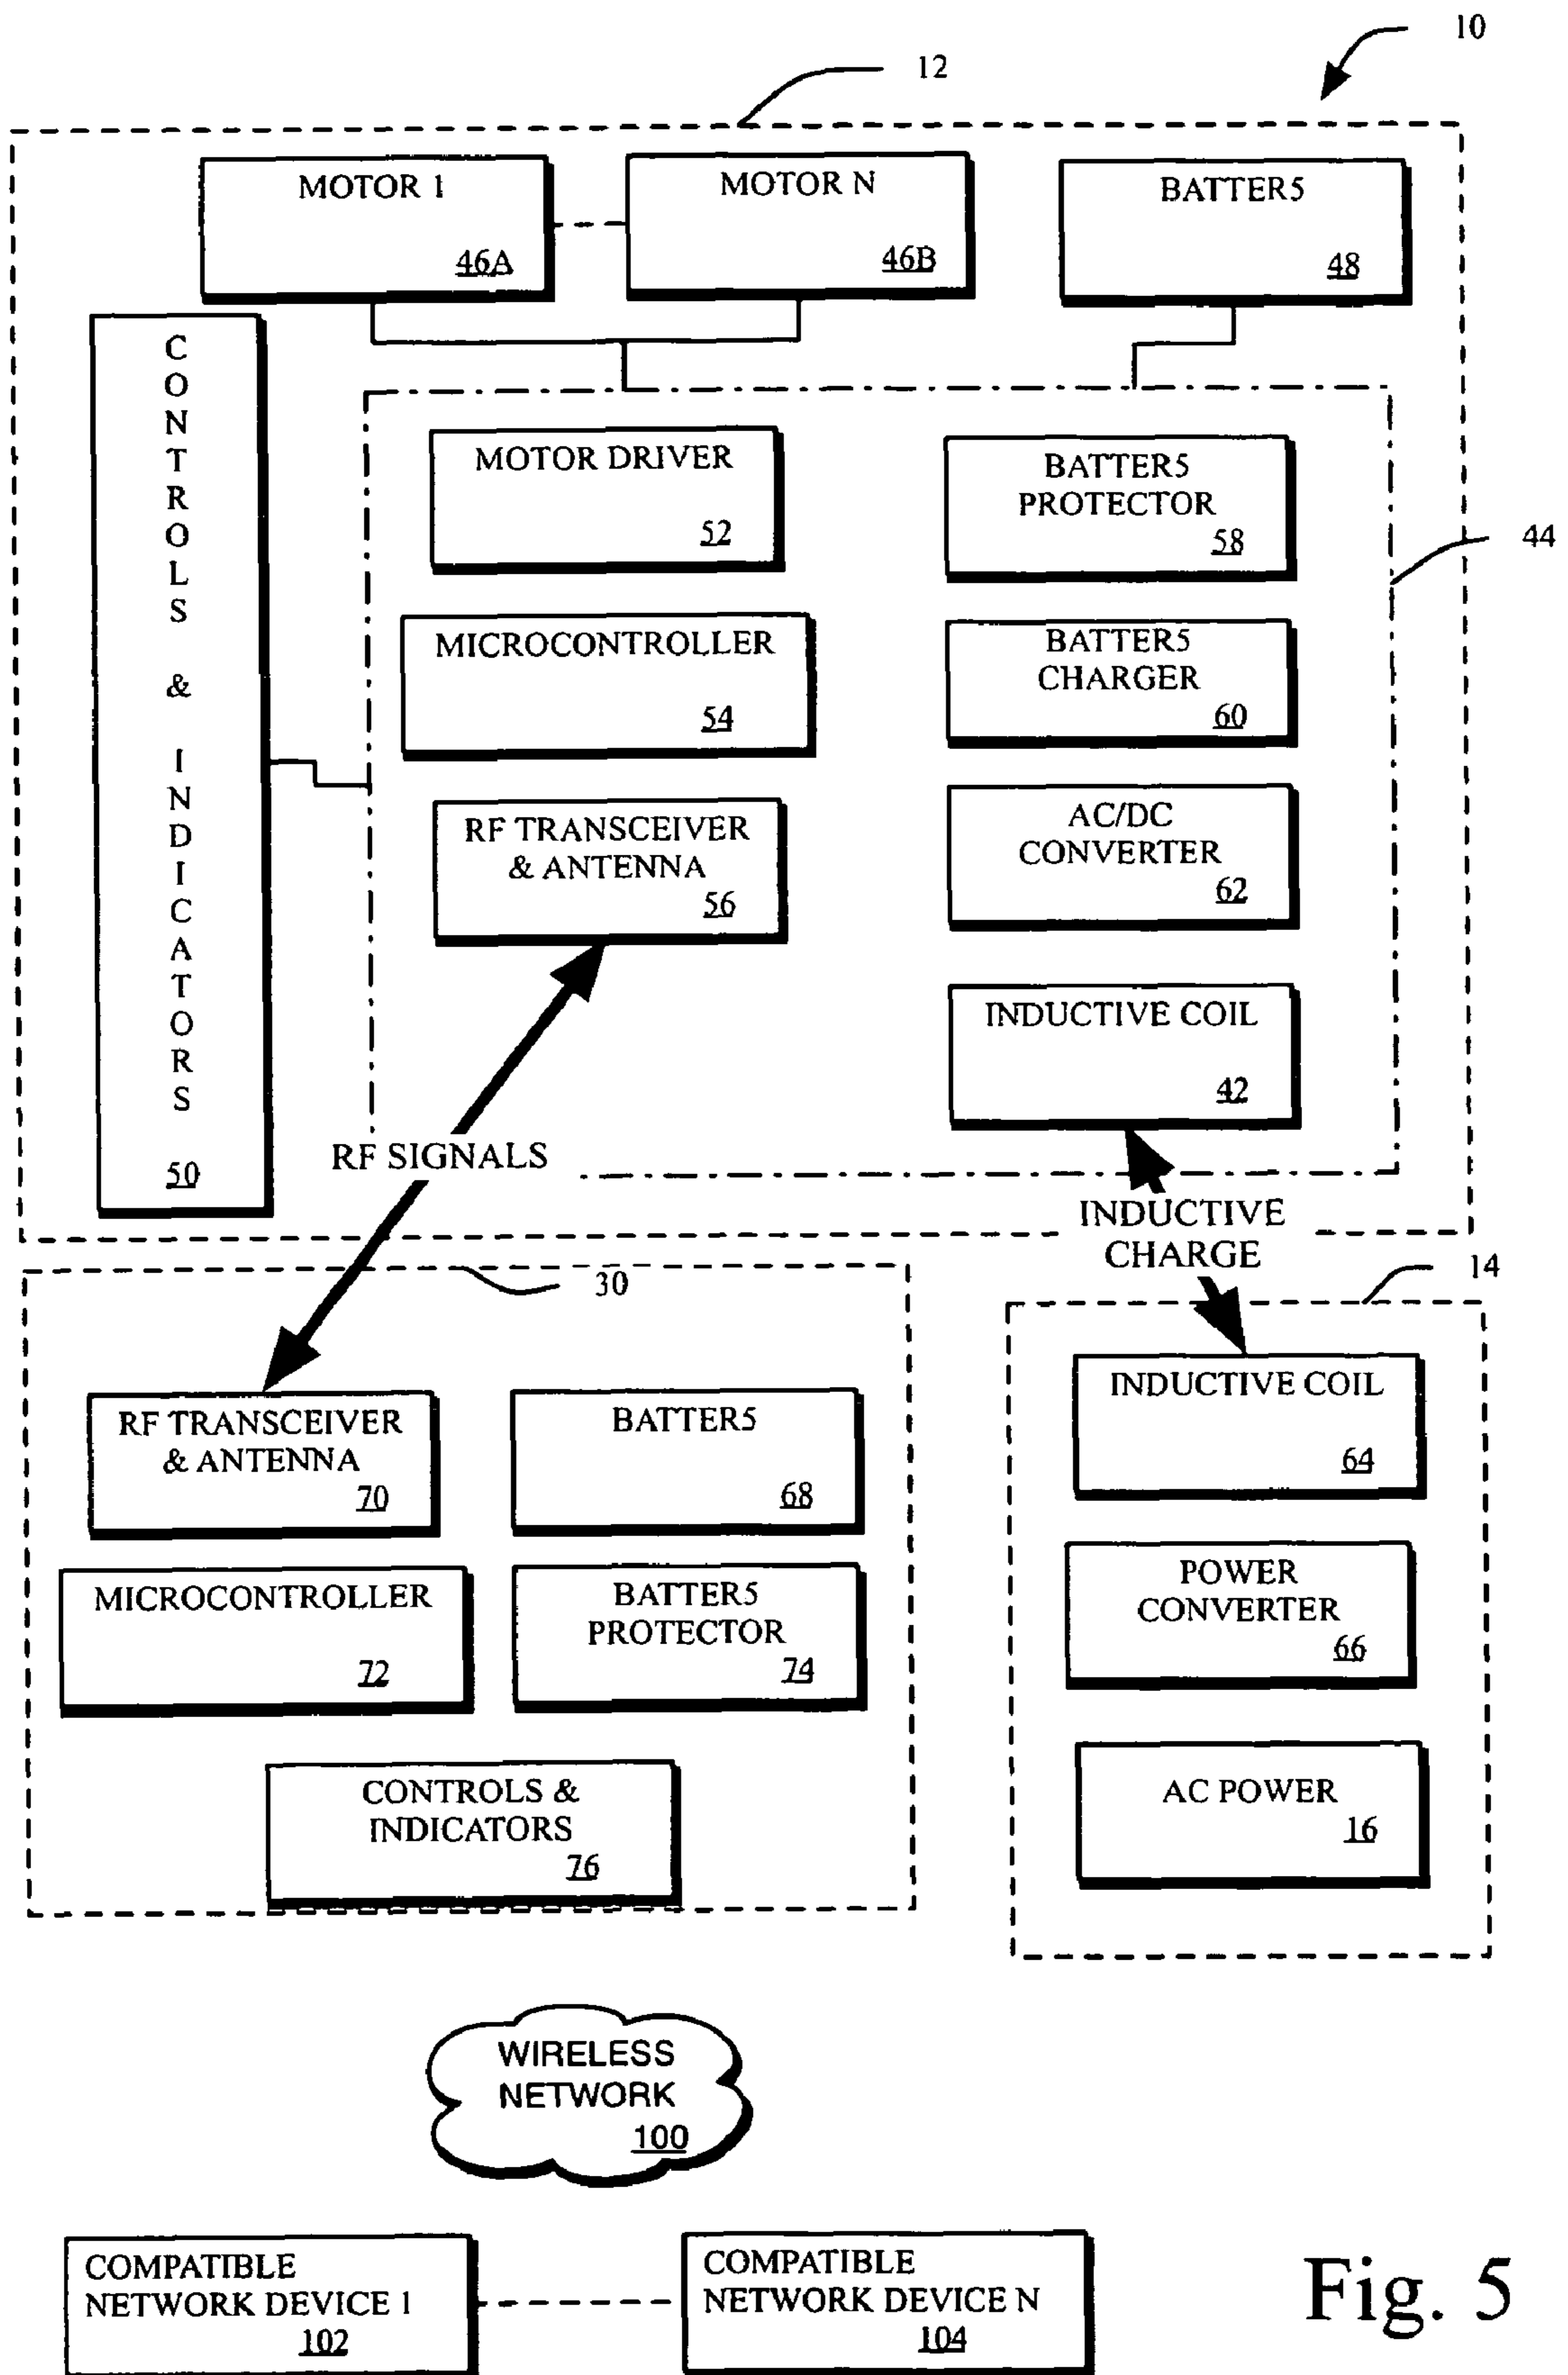 10
12
MOTOR 1
46A
MOTOR N
46B
BATTER5
48
CONTROLS & INDICATORS
50
44
MOTOR DRIVER
52
BATTER5
PROTECTOR
58
MICROCONTROLLER
54
BATTER5
CHARGER
60
RF TRANSCEIVER
& ANTENNA
56
AC/DC
CONVERTER
62
INDUCTIVE COIL
42
RF SIGNALS
INDUCTIVE
CHARGE
30
14
RF TRANSCEIVER
& ANTENNA
70
BATTER5
68
INDUCTIVE COIL
64
MICROCONTROLLER
72
BATTER5
PROTECTOR
74
POWER
CONVERTER
66
CONTROLS &
INDICATORS
76
AC POWER
16
WIRELESS
NETWORK
100
COMPATIBLE
NETWORK DEVICE 1
102
COMPATIBLE
NETWORK DEVICE N
104
Fig. 5